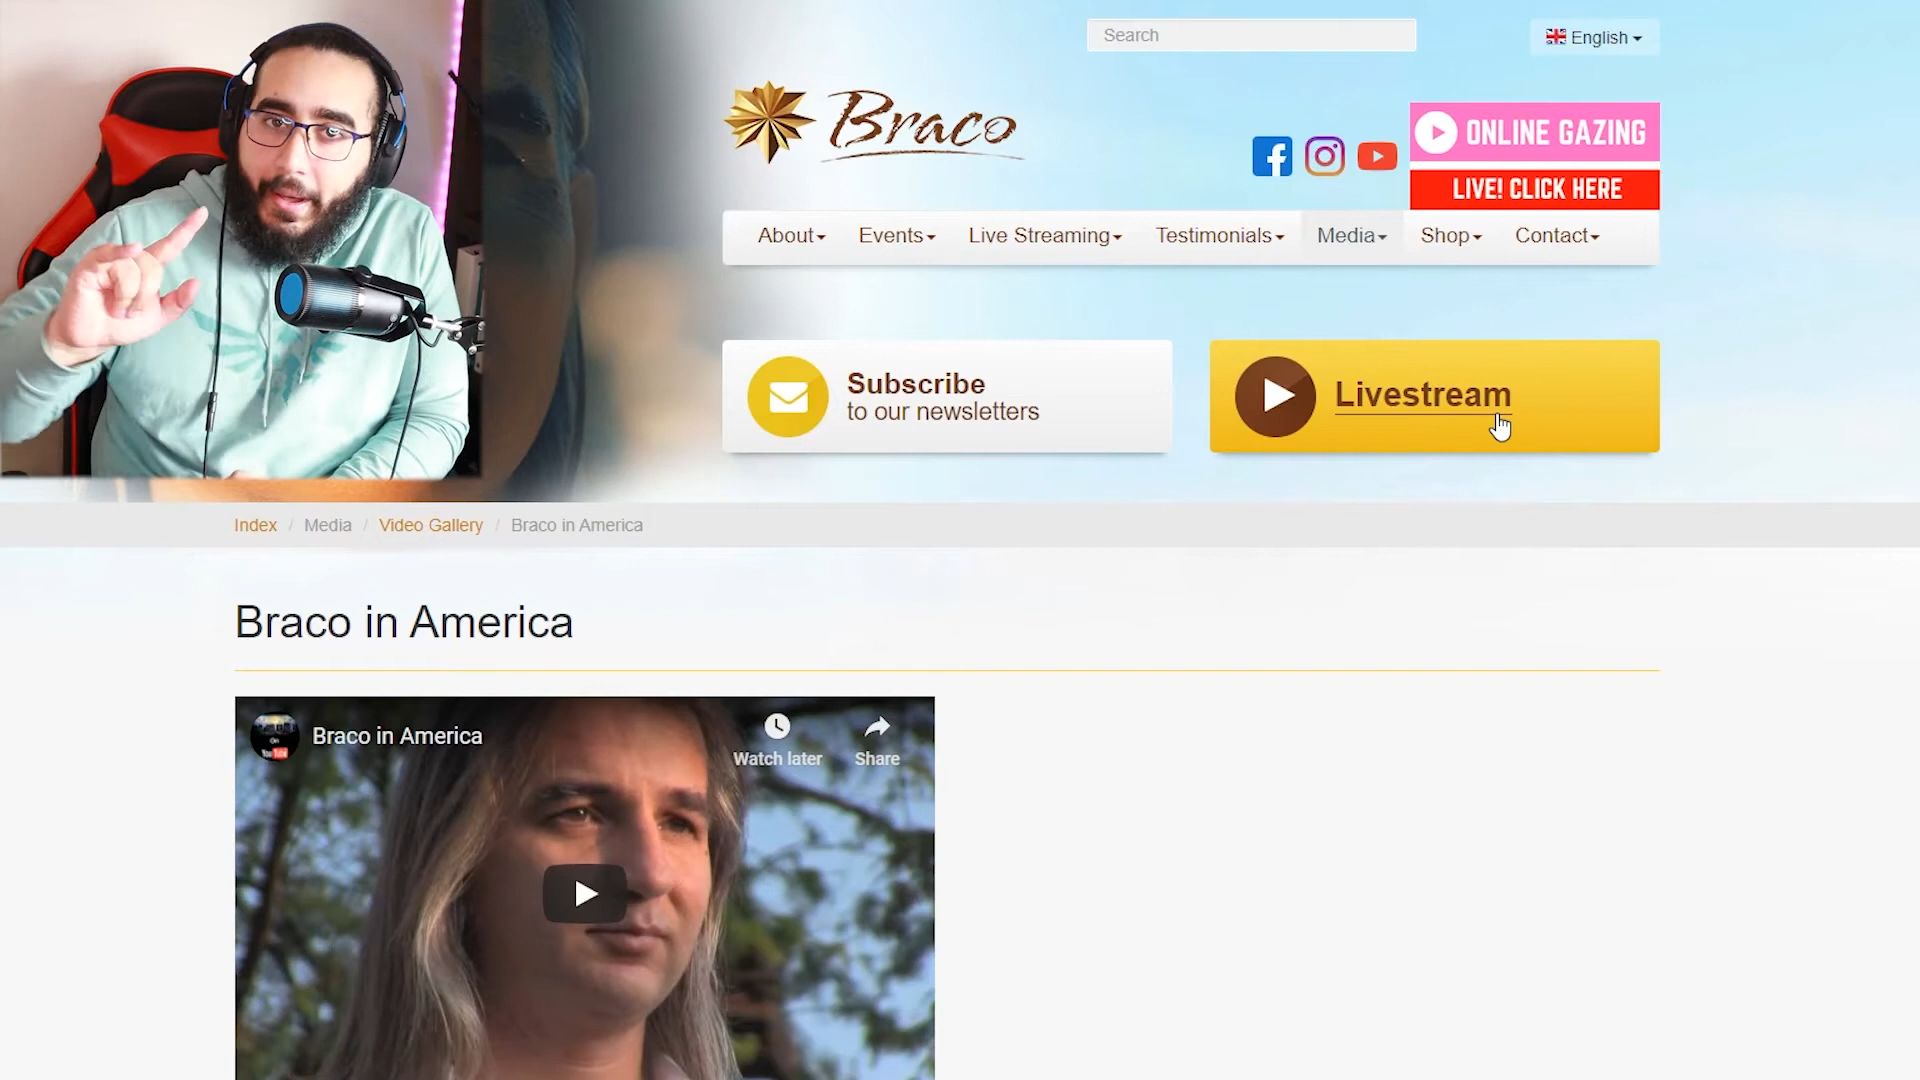 Search
English
Braco
ONLINE GAZING
LIVE! CLICK HERE
About
Events
Live Streaming
Testimonials
Media
Shop
Contact
Subscribe
to our newsletters
Livestream
Index / Media / Video Gallery / Braco in America
Braco in America
Braco in America
Watch later
Share